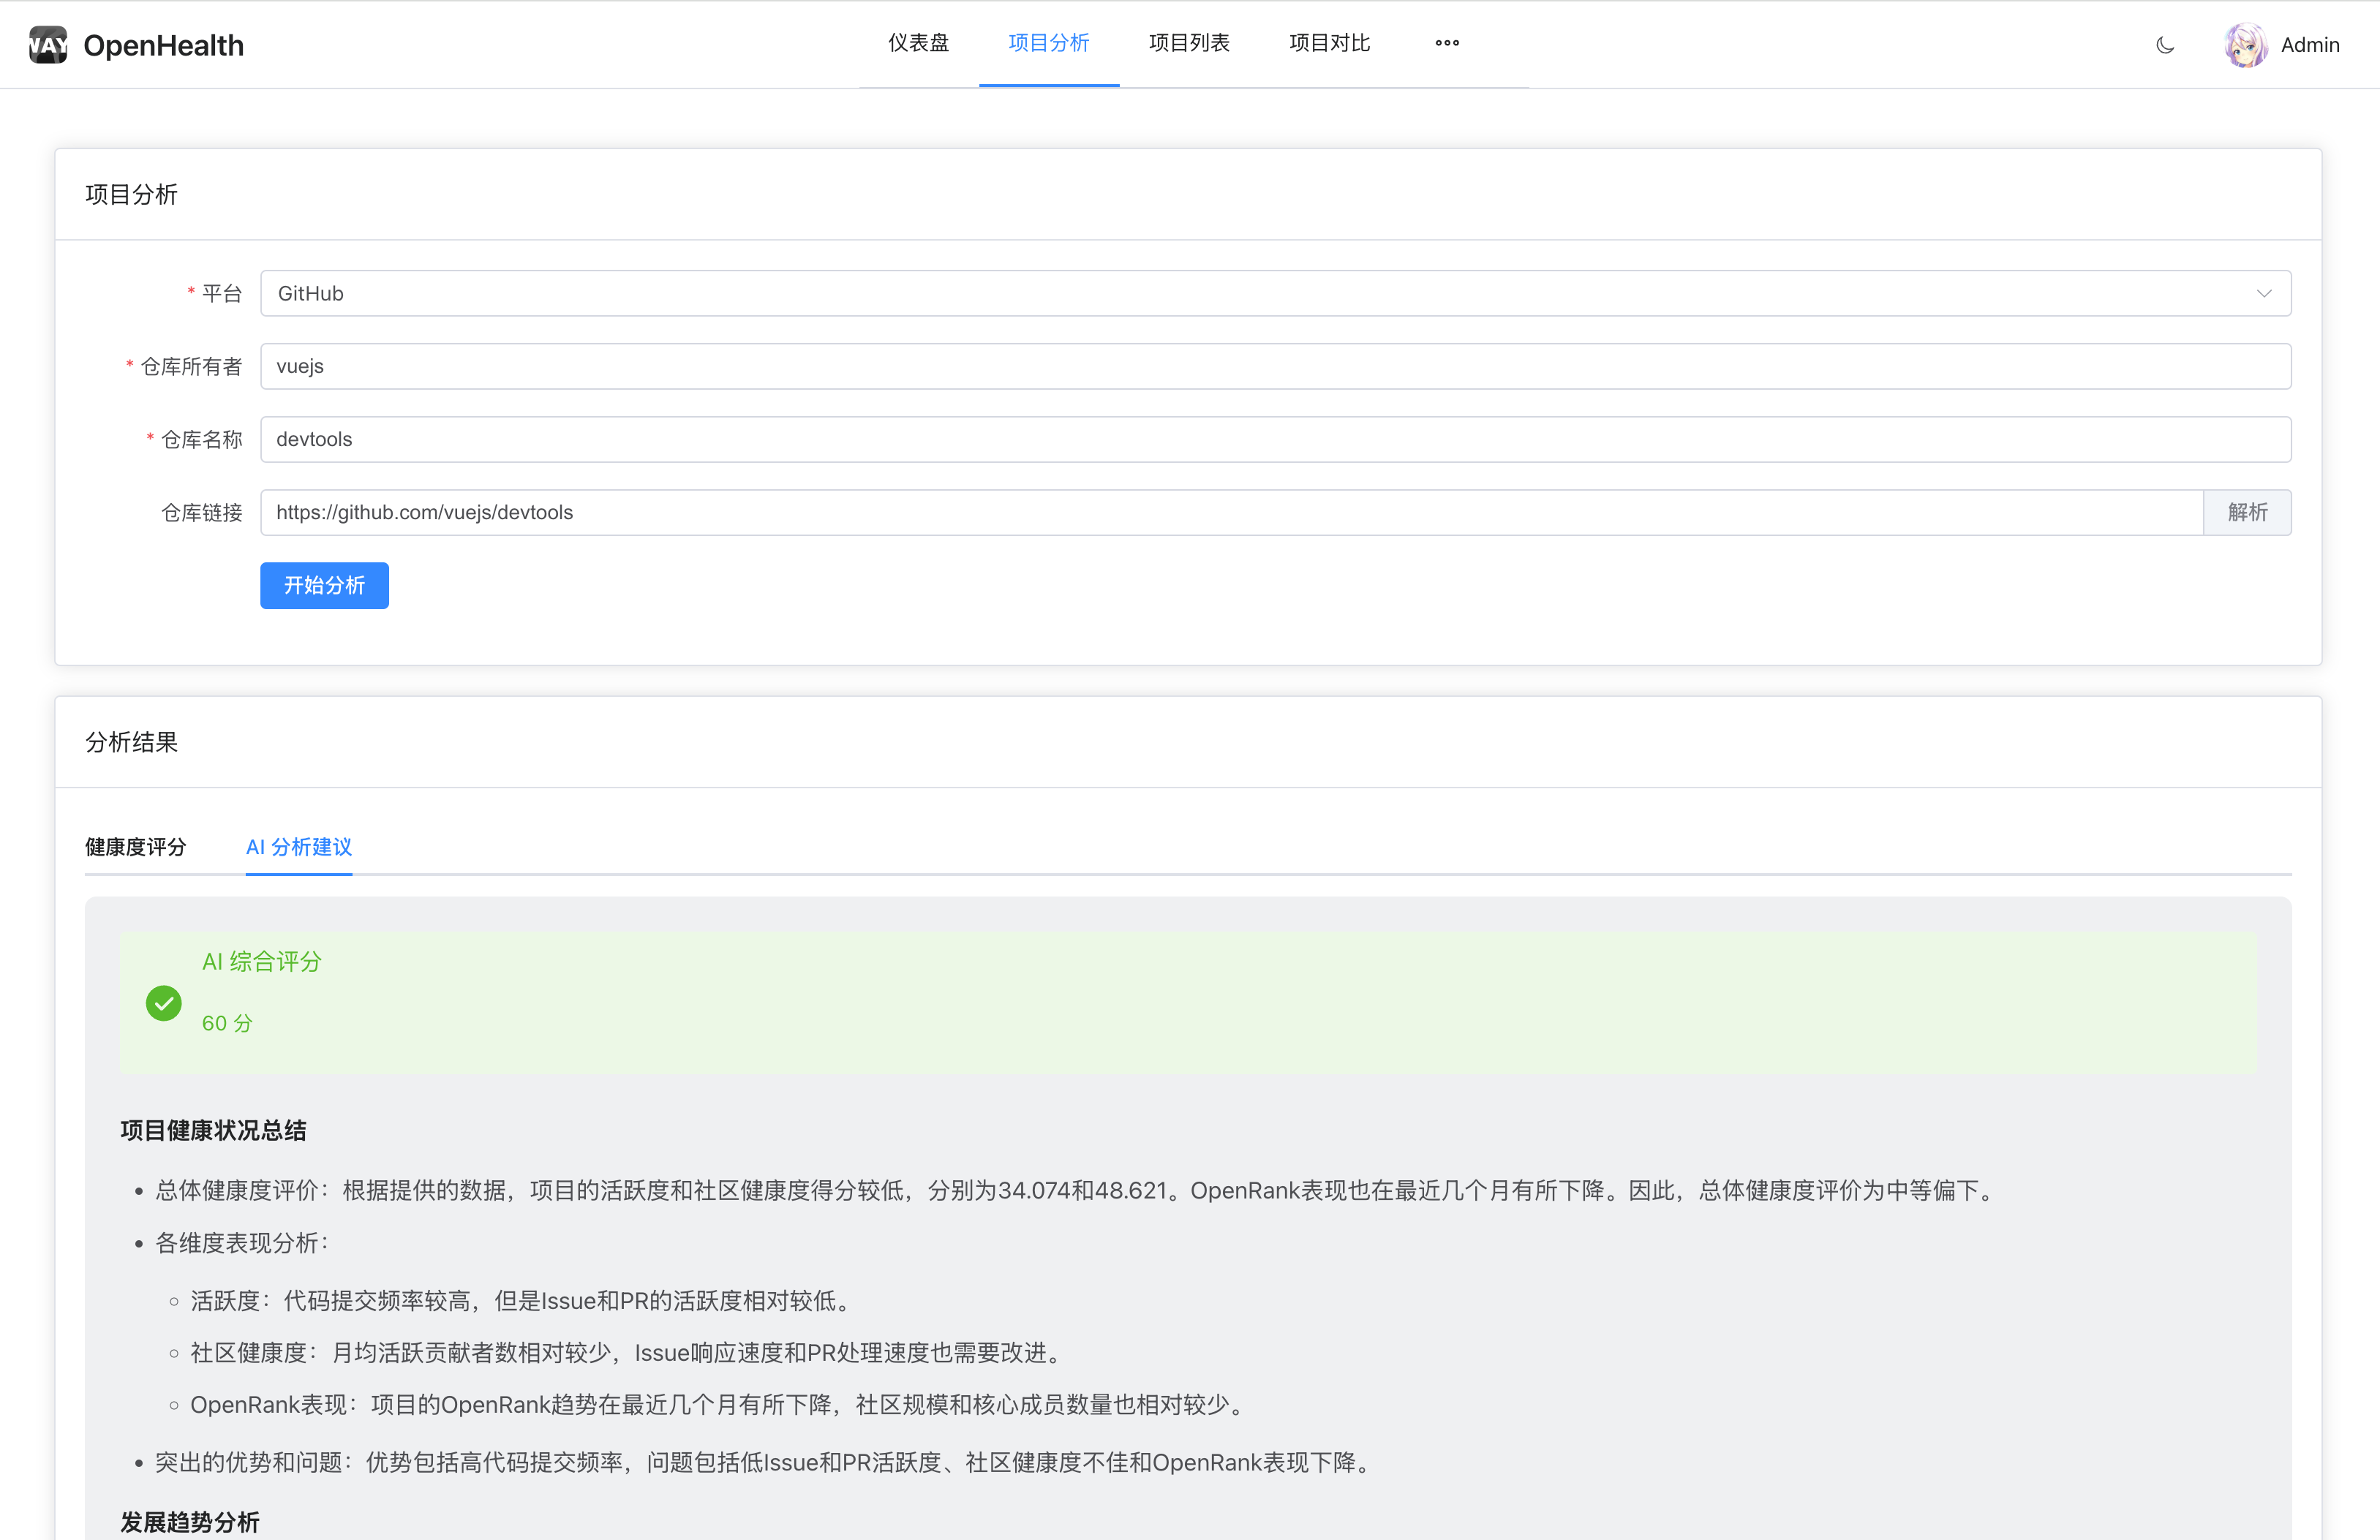 WAY OpenHealth 仪表盘 项目分析 项目列表 项目对比 Admin
项目分析
* 平台 GitHub
* 仓库所有者 vuejs
* 仓库名称 devtools
仓库链接 https://github.com/vuejs/devtools 解析
开始分析
分析结果
健康度评分 AI 分析建议
AI 综合评分
60 分
项目健康状况总结
• 总体健康度评价：根据提供的数据，项目的活跃度和社区健康度得分较低，分别为34.074和48.621。OpenRank表现也在最近几个月有所下降。因此，总体健康度评价为中等偏下。
• 各维度表现分析：
◦ 活跃度：代码提交频率较高，但是Issue和PR的活跃度相对较低。
◦ 社区健康度：月均活跃贡献者数相对较少，Issue响应速度和PR处理速度也需要改进。
◦ OpenRank表现：项目的OpenRank趋势在最近几个月有所下降，社区规模和核心成员数量也相对较少。
• 突出的优势和问题：优势包括高代码提交频率，问题包括低Issue和PR活跃度、社区健康度不佳和OpenRank表现下降。
发展趋势分析